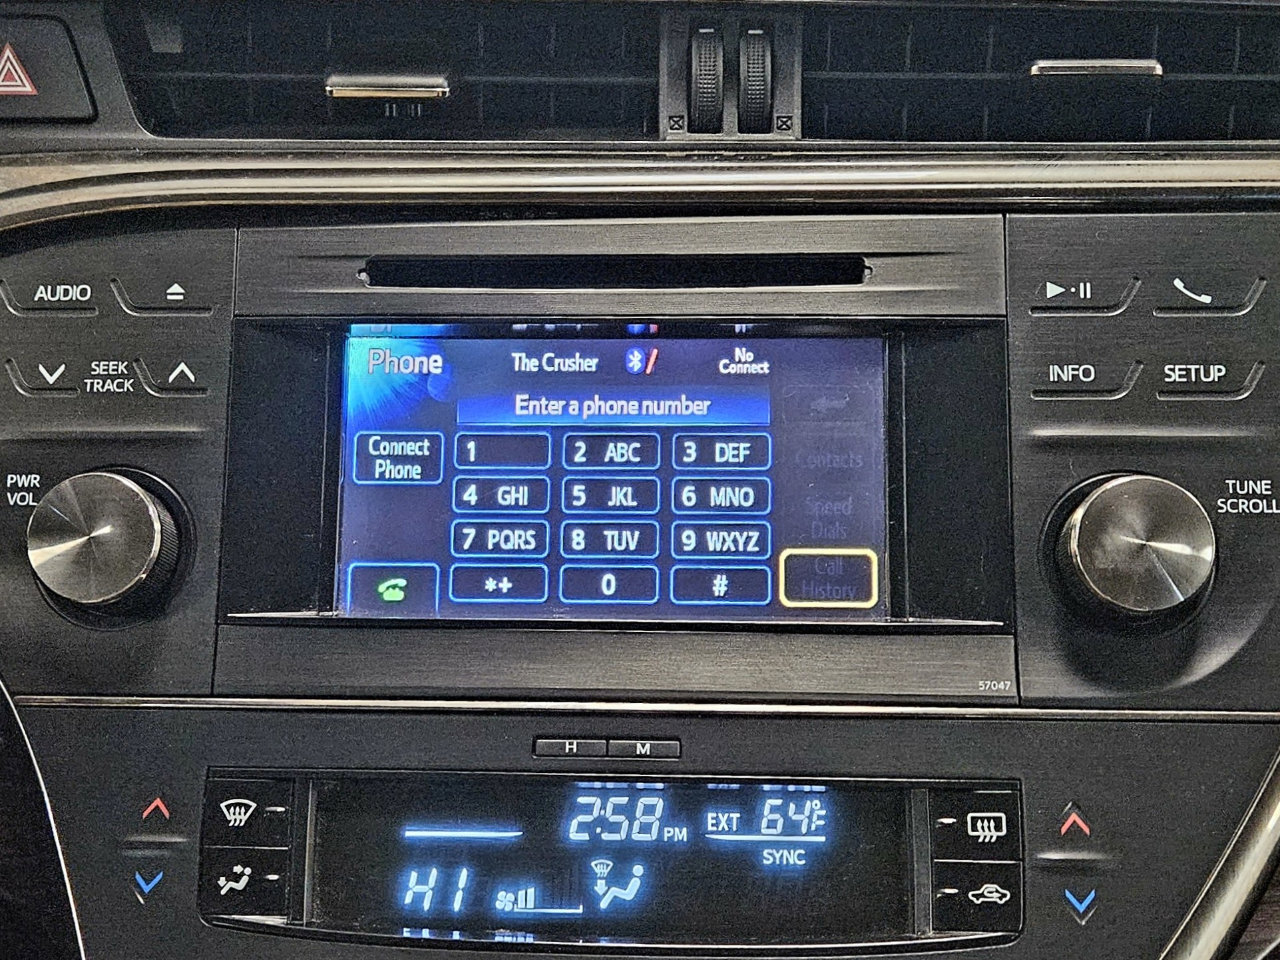 AUDIO
SEEK
TRACK
PWR
VOL
Phone
The Crusher
No
Connect
Enter a phone number
Connect
Phone
1
2 ABC
3 DEF
4 GHI
5 JKL
6 MNO
7 PQRS
8 TUV
9 WXYZ
*+
0
#
Contacts
Speed
Dials
Call
History
INFO
SETUP
TUNE
SCROLL
57047
H
M
2:58 PM
EXT 64°F
SYNC
HI